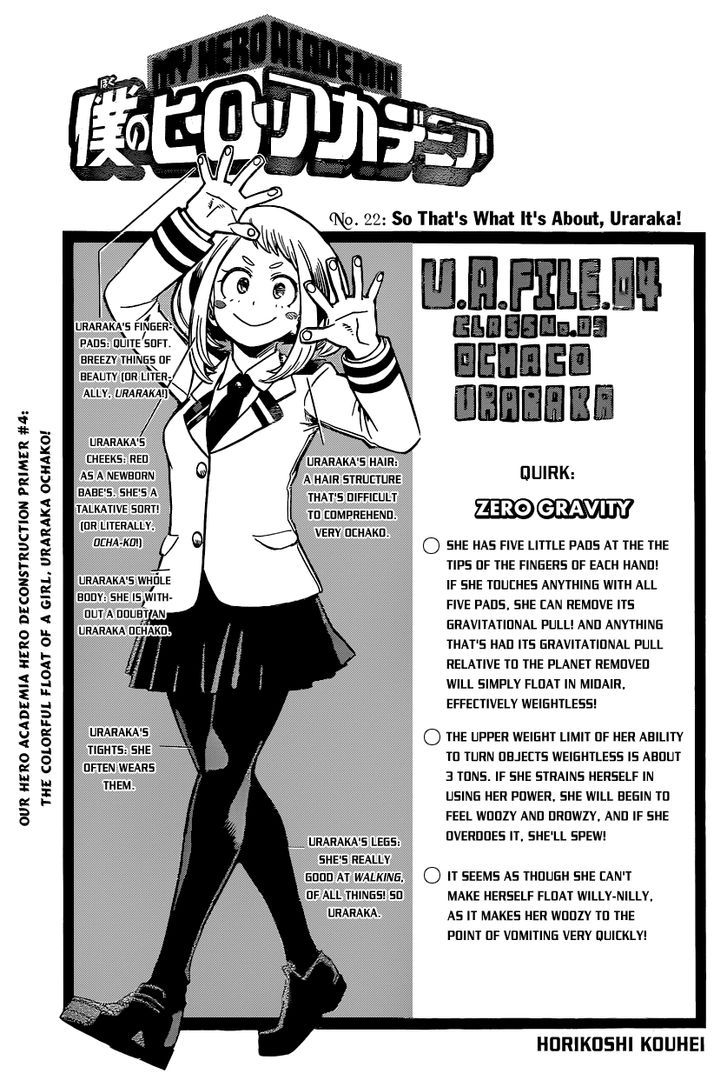 MY HERO ACADEMIA
ぼく
僕のヒーローアカデミア
No. 22: So That's What It's About, Uraraka!
U.A.FILE.04
CLASS No.05
OCHACO
URARAKA
URARAKA'S FINGER-
PADS: QUITE SOFT.
BREEZY THINGS OF
BEAUTY (OR LITER-
ALLY, URARAKA!)
URARAKA'S
CHEEKS: RED
AS A NEWBORN
BABE'S. SHE'S A
TALKATIVE SORT!
(OR LITERALLY,
OCHA-KO!)
URARAKA'S HAIR:
A HAIR STRUCTURE
THAT'S DIFFICULT
TO COMPREHEND.
VERY OCHAKO.
URARAKA'S WHOLE
BODY: SHE IS WITH-
OUT A DOUBT AN
URARAKA OCHAKO.
URARAKA'S
TIGHTS: SHE
OFTEN WEARS
THEM.
URARAKA'S LEGS:
SHE'S REALLY
GOOD AT WALKING,
OF ALL THINGS! SO
URARAKA.
QUIRK:
ZERO GRAVITY
SHE HAS FIVE LITTLE PADS AT THE THE
TIPS OF THE FINGERS OF EACH HAND!
IF SHE TOUCHES ANYTHING WITH ALL
FIVE PADS, SHE CAN REMOVE ITS
GRAVITATIONAL PULL! AND ANYTHING
THAT'S HAD ITS GRAVITATIONAL PULL
RELATIVE TO THE PLANET REMOVED
WILL SIMPLY FLOAT IN MIDAIR,
EFFECTIVELY WEIGHTLESS!
THE UPPER WEIGHT LIMIT OF HER ABILITY
TO TURN OBJECTS WEIGHTLESS IS ABOUT
3 TONS. IF SHE STRAINS HERSELF IN
USING HER POWER, SHE WILL BEGIN TO
FEEL WOOZY AND DROWZY, AND IF SHE
OVERDOES IT, SHE'LL SPEW!
IT SEEMS AS THOUGH SHE CAN'T
MAKE HERSELF FLOAT WILLY-NILLY,
AS IT MAKES HER WOOZY TO THE
POINT OF VOMITING VERY QUICKLY!
OUR HERO ACADEMIA HERO DECONSTRUCTION PRIMER #4:
THE COLORFUL FLOAT OF A GIRL, URARAKA OCHAKO!
HORIKOSHI KOUHEI